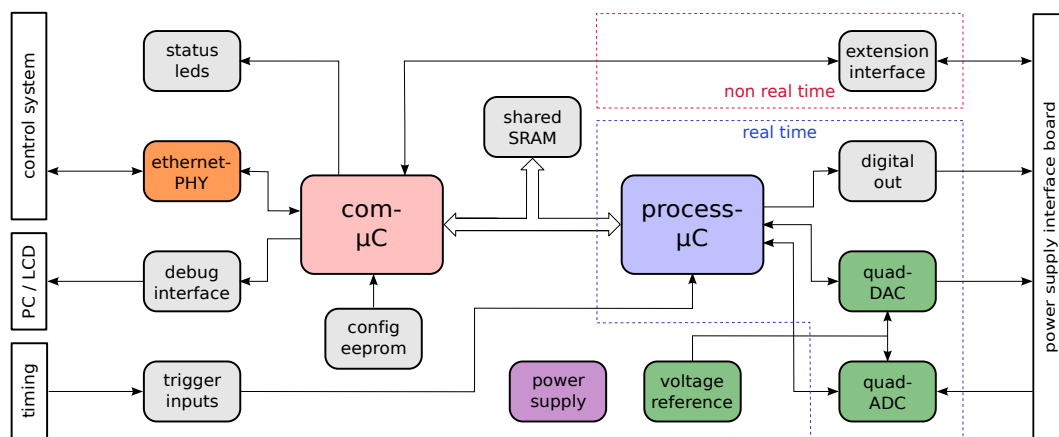 control system
PC / LCD
timing
status
leds
ethernet-
PHY
debug
interface
trigger
inputs
com-
μC
config
eeprom
shared
SRAM
power
supply
process-
μC
voltage
reference
non real time
real time
extension
interface
digital
out
quad-
DAC
quad-
ADC
power supply interface board